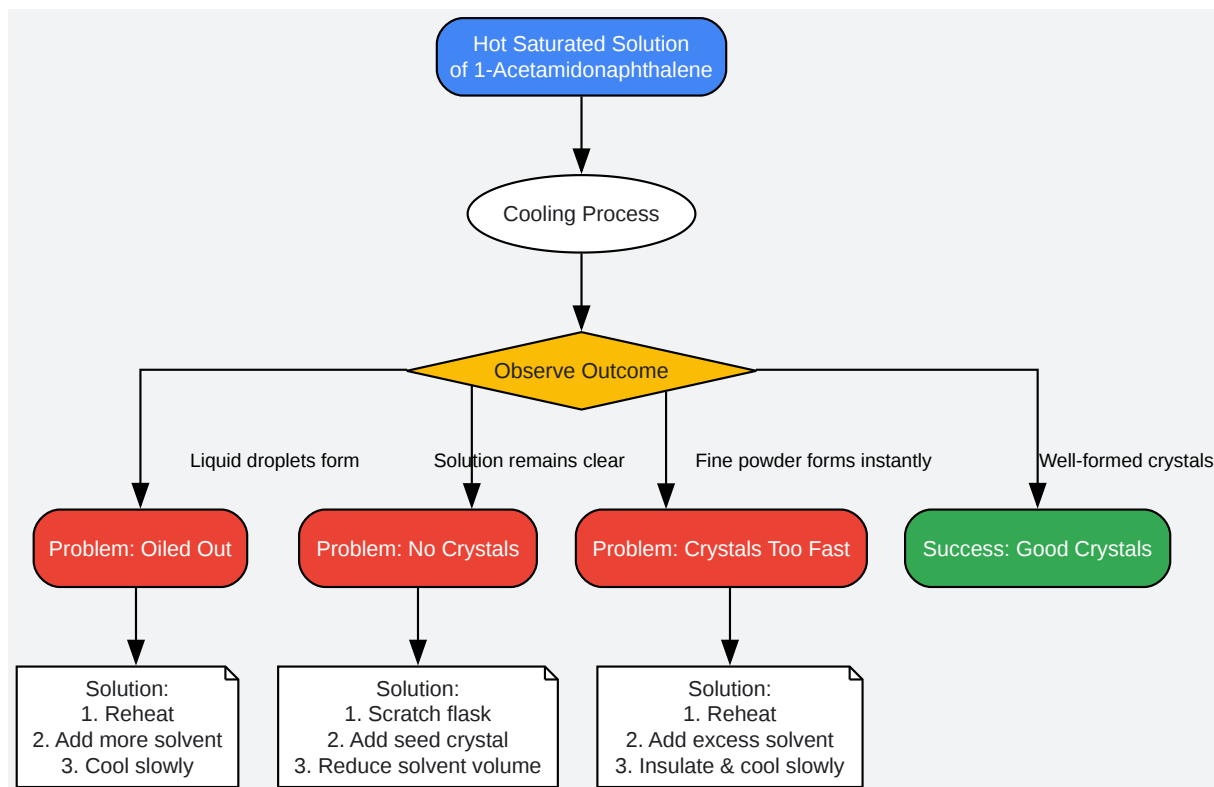 Hot Saturated Solution
of 1-Acetamidonaphthalene
Cooling Process
Observe Outcome
Liquid droplets form
Solution remains clear
Fine powder forms instantly
Well-formed crystals
Problem: Oiled Out
Problem: No Crystals
Problem: Crystals Too Fast
Success: Good Crystals
Solution:
1. Reheat
2. Add more solvent
3. Cool slowly
Solution:
1. Scratch flask
2. Add seed crystal
3. Reduce solvent volume
Solution:
1. Reheat
2. Add excess solvent
3. Insulate & cool slowly